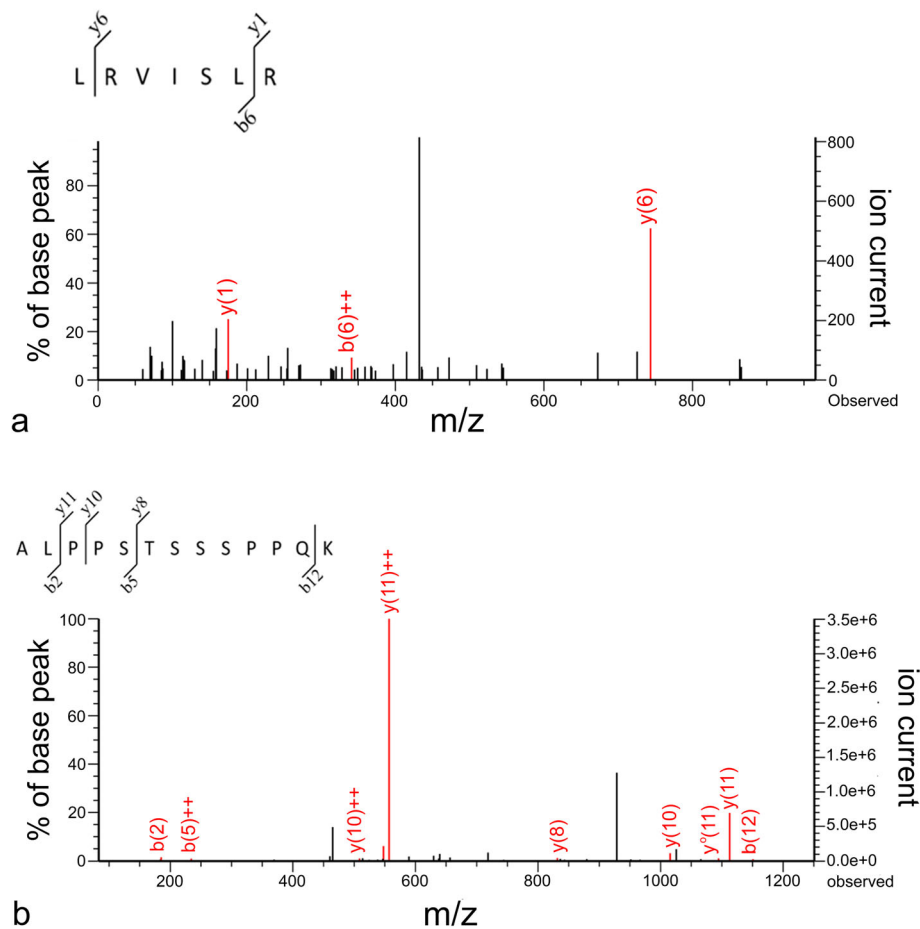 y6 y1
L R V I S L R
b6
% of base peak
80
60
40
20
0
y(1)
b(6)++
y(6)
800
600
400
200
0
ion current
0 200 400 600 800 Observed
a m/z
y11 y10 y8
A L P P S T S S S P P Q K
b2 b5 b12
% of base peak
100
80
60
40
20
0
b(2)
b(5)++
y(10)++
y(11)++
y(8)
y(10)
y°(11)
y(11)
b(12)
3.5e+6
3.0e+6
2.5e+6
2.0e+6
1.5e+6
1.0e+6
5.0e+5
0.0e+0
ion current
200 400 600 800 1000 1200 observed
b m/z